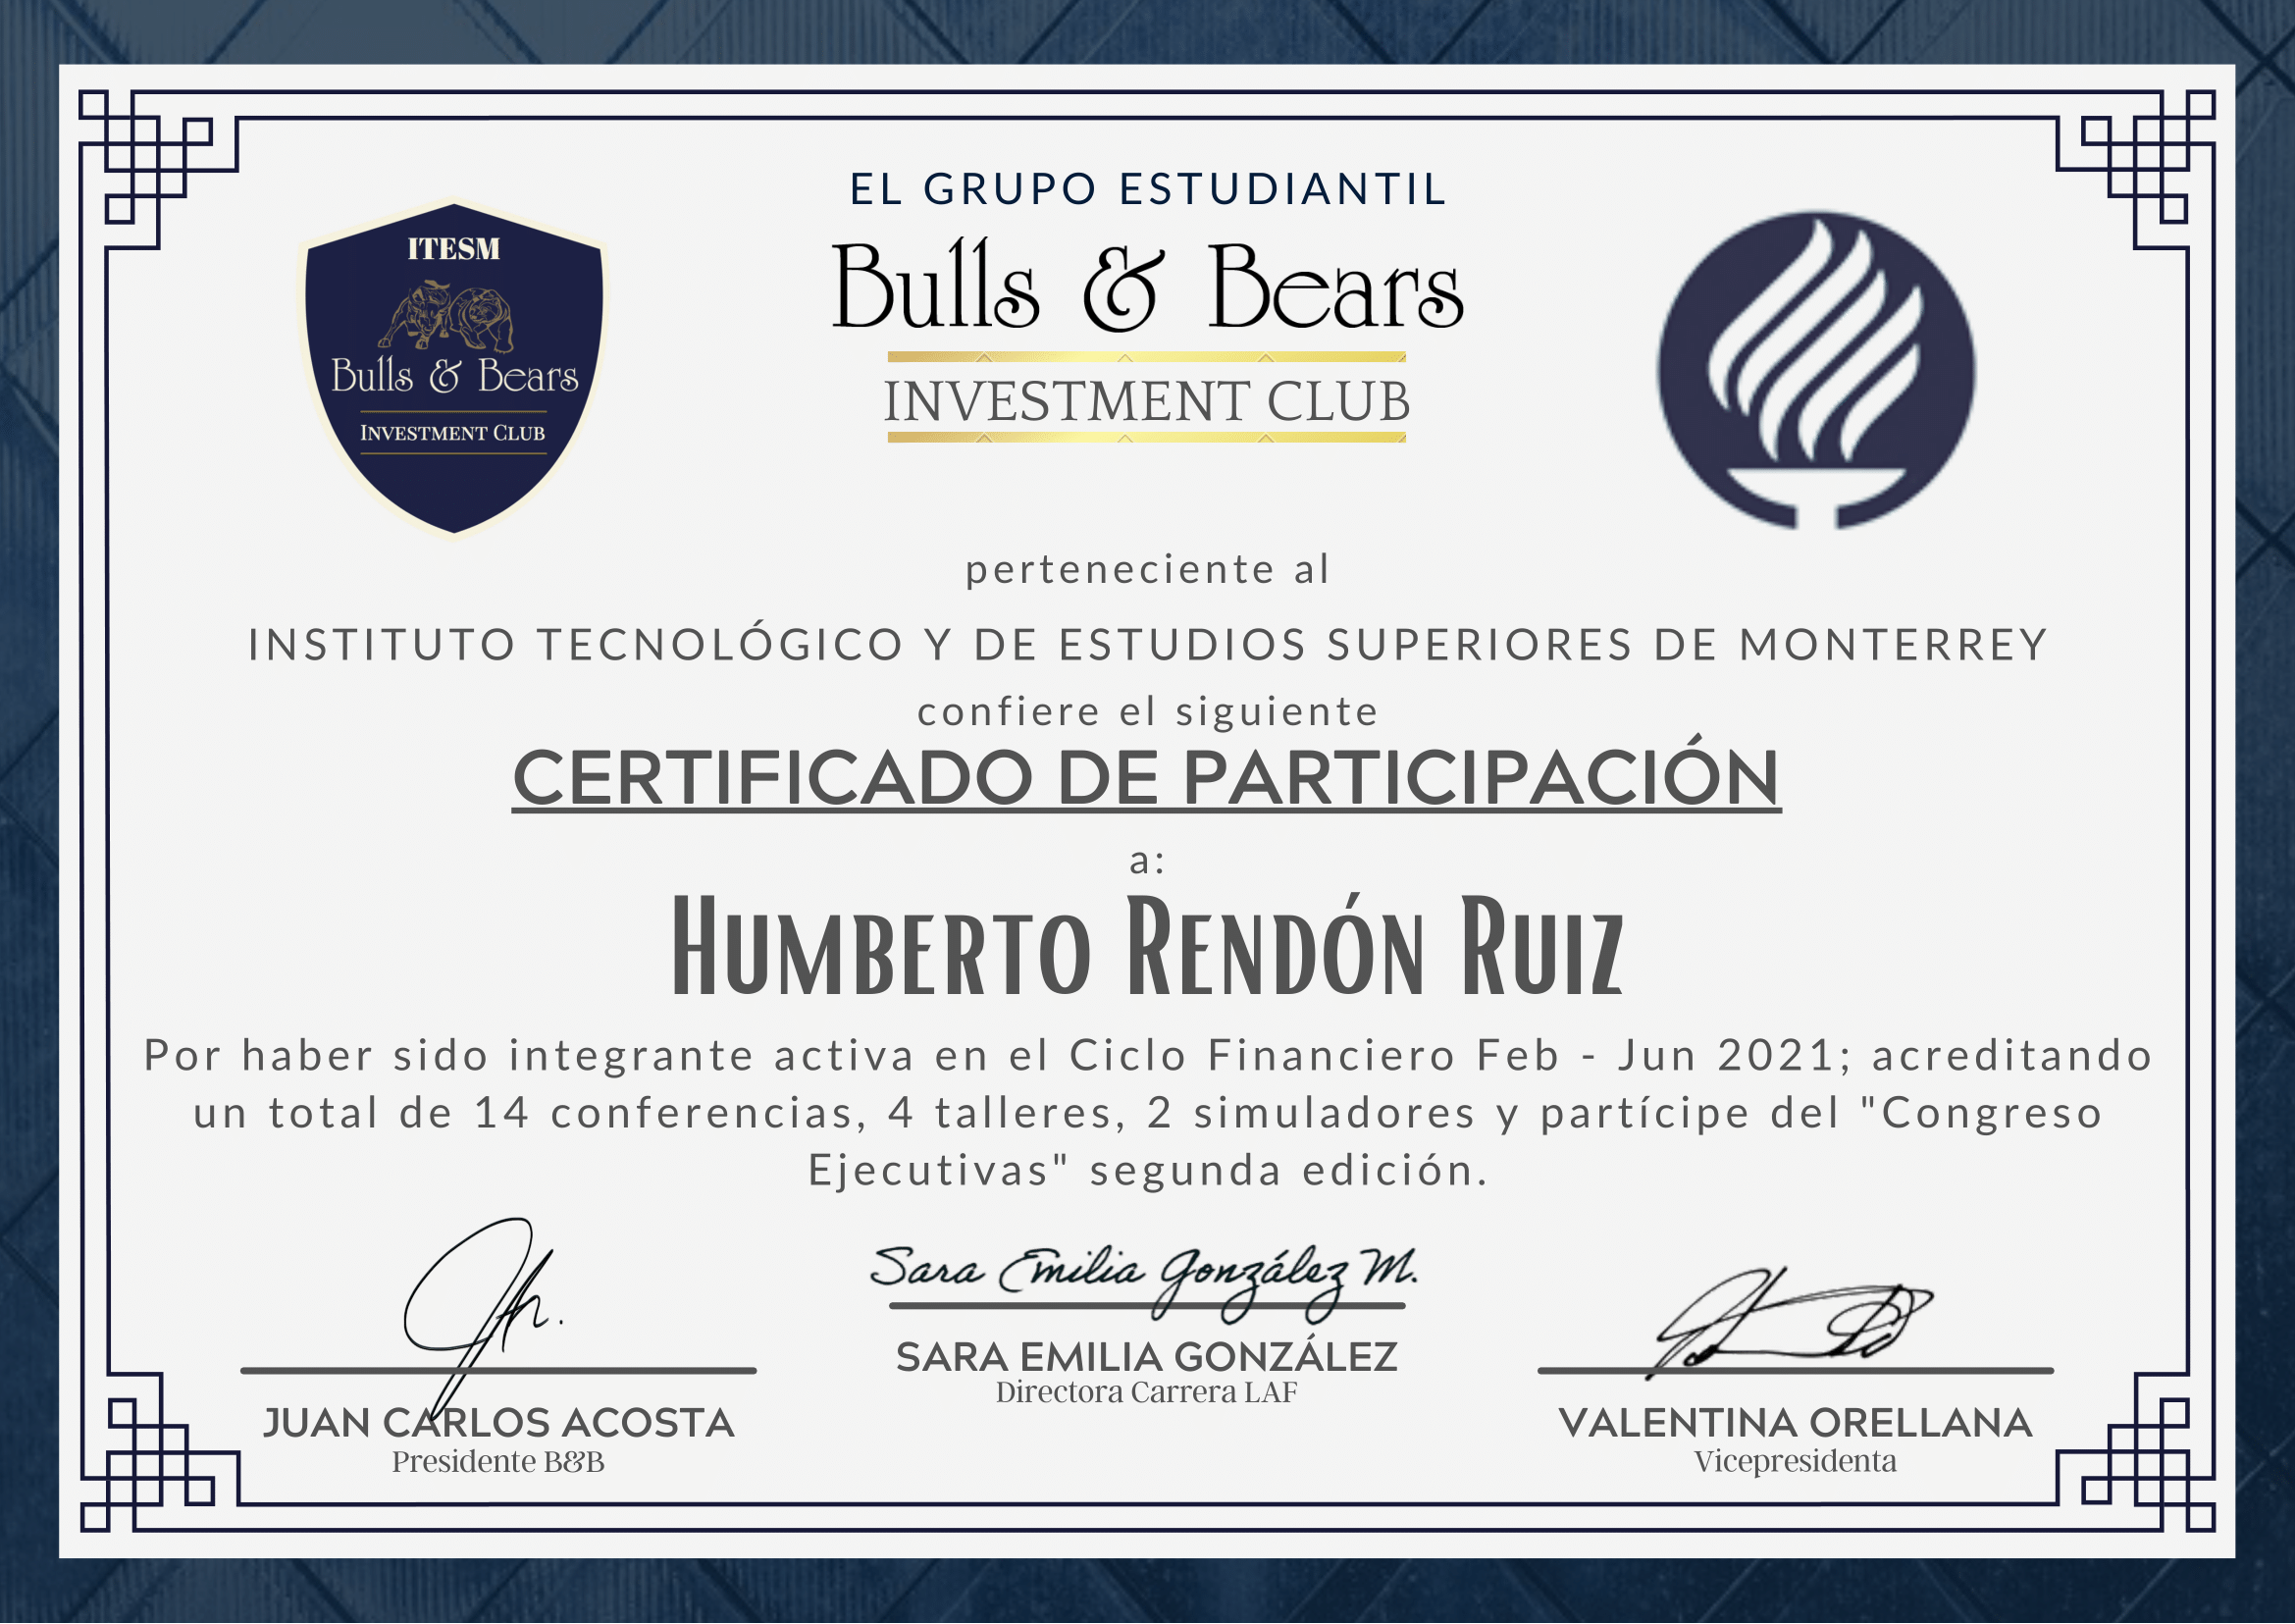 EL GRUPO ESTUDIANTIL
Bulls & Bears
INVESTMENT CLUB
ITESM
Bulls & Bears
INVESTMENT CLUB
perteneciente al
INSTITUTO TECNOLÓGICO Y DE ESTUDIOS SUPERIORES DE MONTERREY
confiere el siguiente
CERTIFICADO DE PARTICIPACIÓN
a:
HUMBERTO RENDÓN RUIZ
Por haber sido integrante activa en el Ciclo Financiero Feb - Jun 2021; acreditando
un total de 14 conferencias, 4 talleres, 2 simuladores y partícipe del "Congreso
Ejecutivas" segunda edición.
Sara Emilia González M.
SARA EMILIA GONZÁLEZ
Directora Carrera LAF
JUAN CARLOS ACOSTA
Presidente B&B
VALENTINA ORELLANA
Vicepresidenta